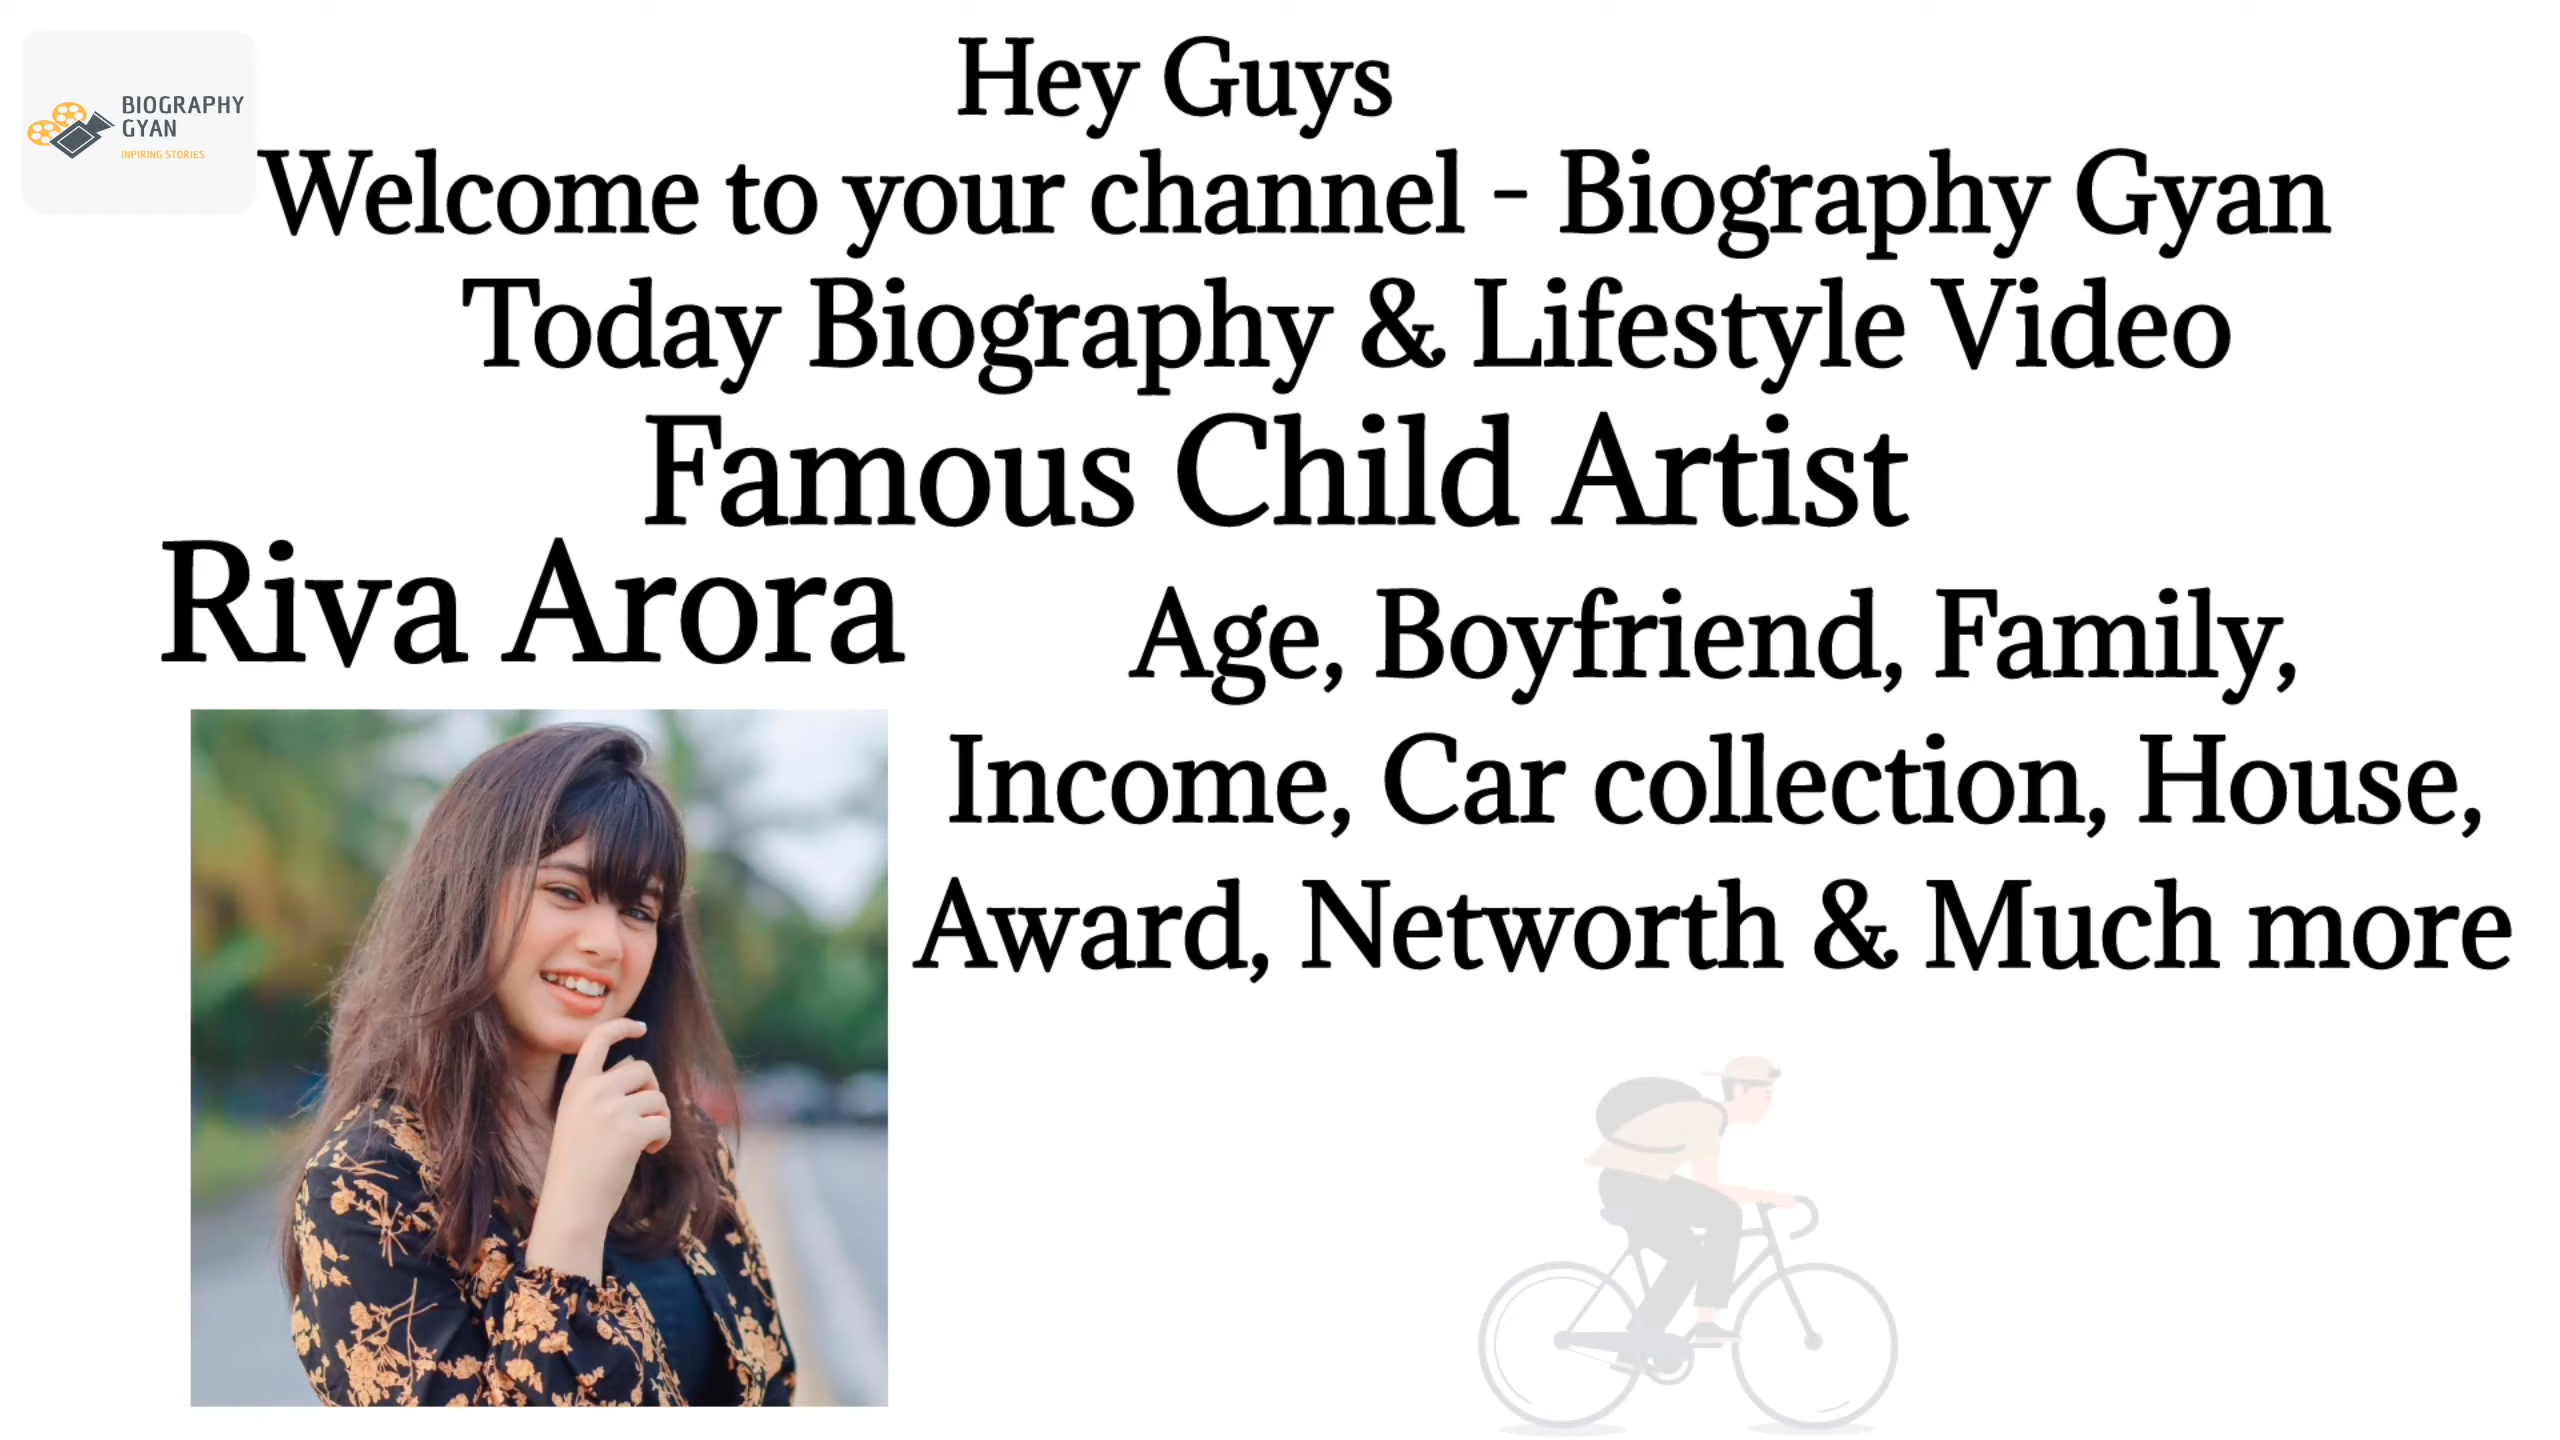 BIOGRAPHY
GYAN
INPIRING STORIES
Hey Guys
Welcome to your channel - Biography Gyan
Today Biography & Lifestyle Video
Famous Child Artist
Riva Arora
Age, Boyfriend, Family,
Income, Car collection, House,
Award, Networth & Much more